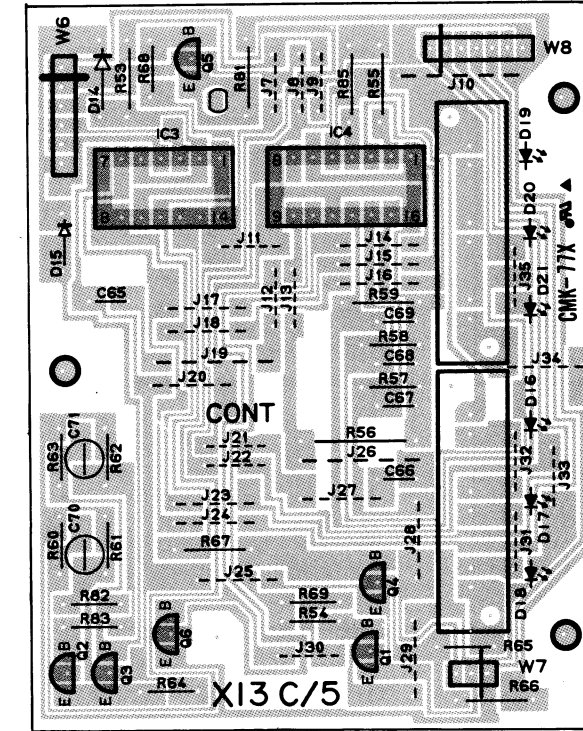 W6
D14
R53
R68
E
Q5
B
R81
J7
J8
J9
R85
R55
W8
J10
D19
IC3
IC4
7
1
8
1
8
14
9
16
D20
D15
J11
J14
J15
J16
J35
D21
CMK-77X
C65
J17
J12
J13
R59
C69
J18
R58
J19
C68
J34
J20
R57
C67
D16
CONT
R63
C71
R62
J21
J22
R56
J26
C66
J32
J33
J23
J27
D17
J24
J28
R60
C70
R61
R67
J31
J25
B
E
Q4
D18
R82
R69
R83
R54
B
E
Q2
B
E
Q3
B
E
Q6
J30
B
E
Q1
J29
R65
W7
R64
X13 C/5
R66